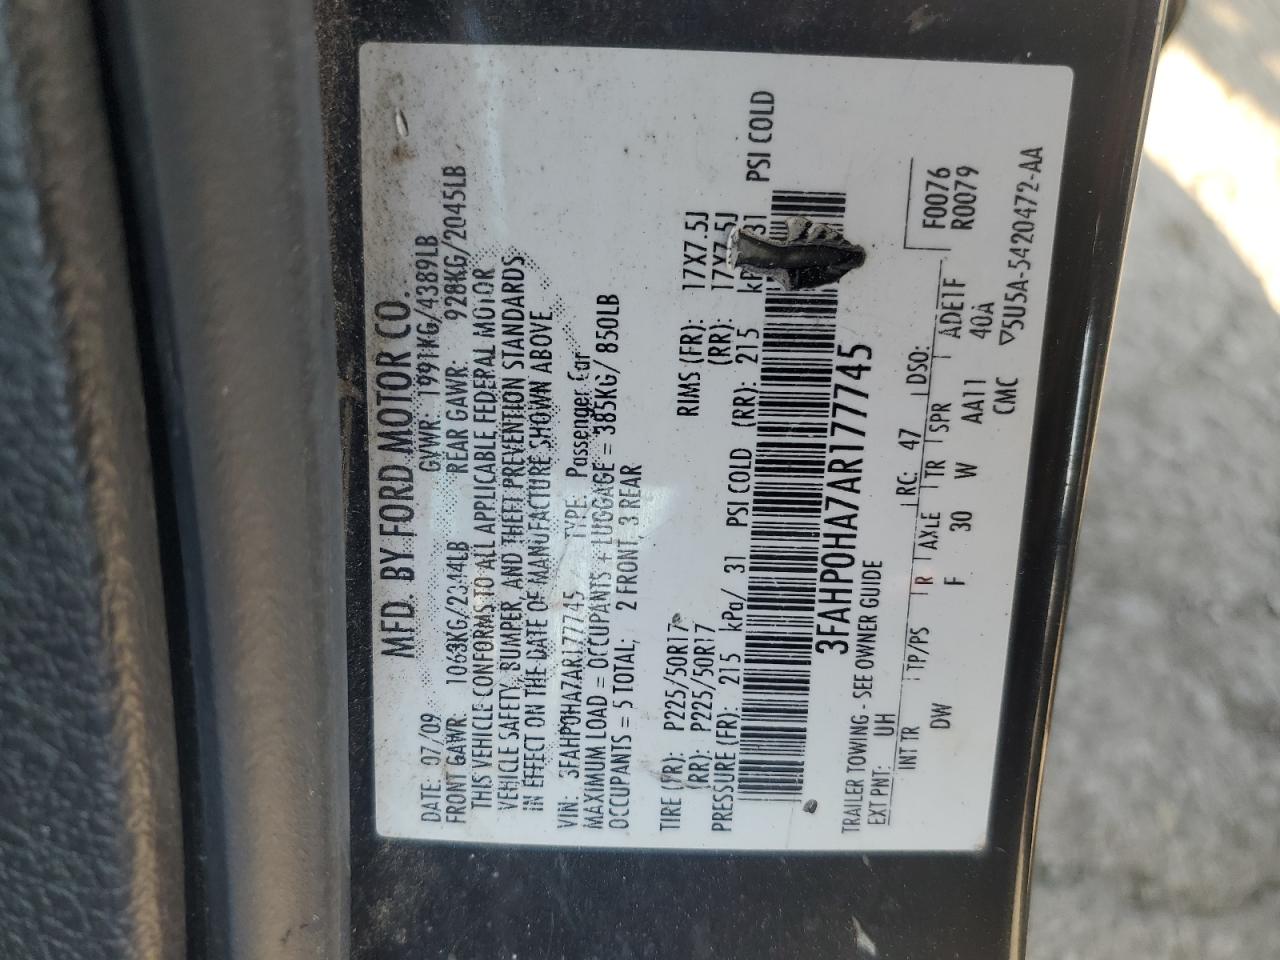 MFD. BY FORD MOTOR CO.
DATE: 07/09 GVWR: 1991KG/4389LB
FRONT GAWR: 1063KG/2344LB REAR GAWR: 928KG/2045LB
THIS VEHICLE CONFORMS TO ALL APPLICABLE FEDERAL MOTOR
VEHICLE SAFETY, BUMPER, AND THEFT PREVENTION STANDARDS
IN EFFECT ON THE DATE OF MANUFACTURE SHOWN ABOVE.
VIN: 3FAHP0HA7AR177745 TYPE: Passenger Car
MAXIMUM LOAD = OCCUPANTS + LUGGAGE = 385KG/ 850LB
OCCUPANTS = 5 TOTAL; 2 FRONT, 3 REAR
TIRE (FR): P225/50R17 RIMS (FR): 17X7.5J
(RR): P225/50R17 (RR): 17X7.5J
PRESSURE (FR): 215 kPa/ 31 PSI COLD (RR): 215 31 PSI COLD
3FAHP0HA7AR177745
TRAILER TOWING - SEE OWNER GUIDE
EXT PNT: UH RC: 47 DSO: F0076
R0079
INT TR TP/PS R AXLE TR SPR ADE1F
DW F 30 W AA11 40A
CMC ▽5U5A-5420472-AA